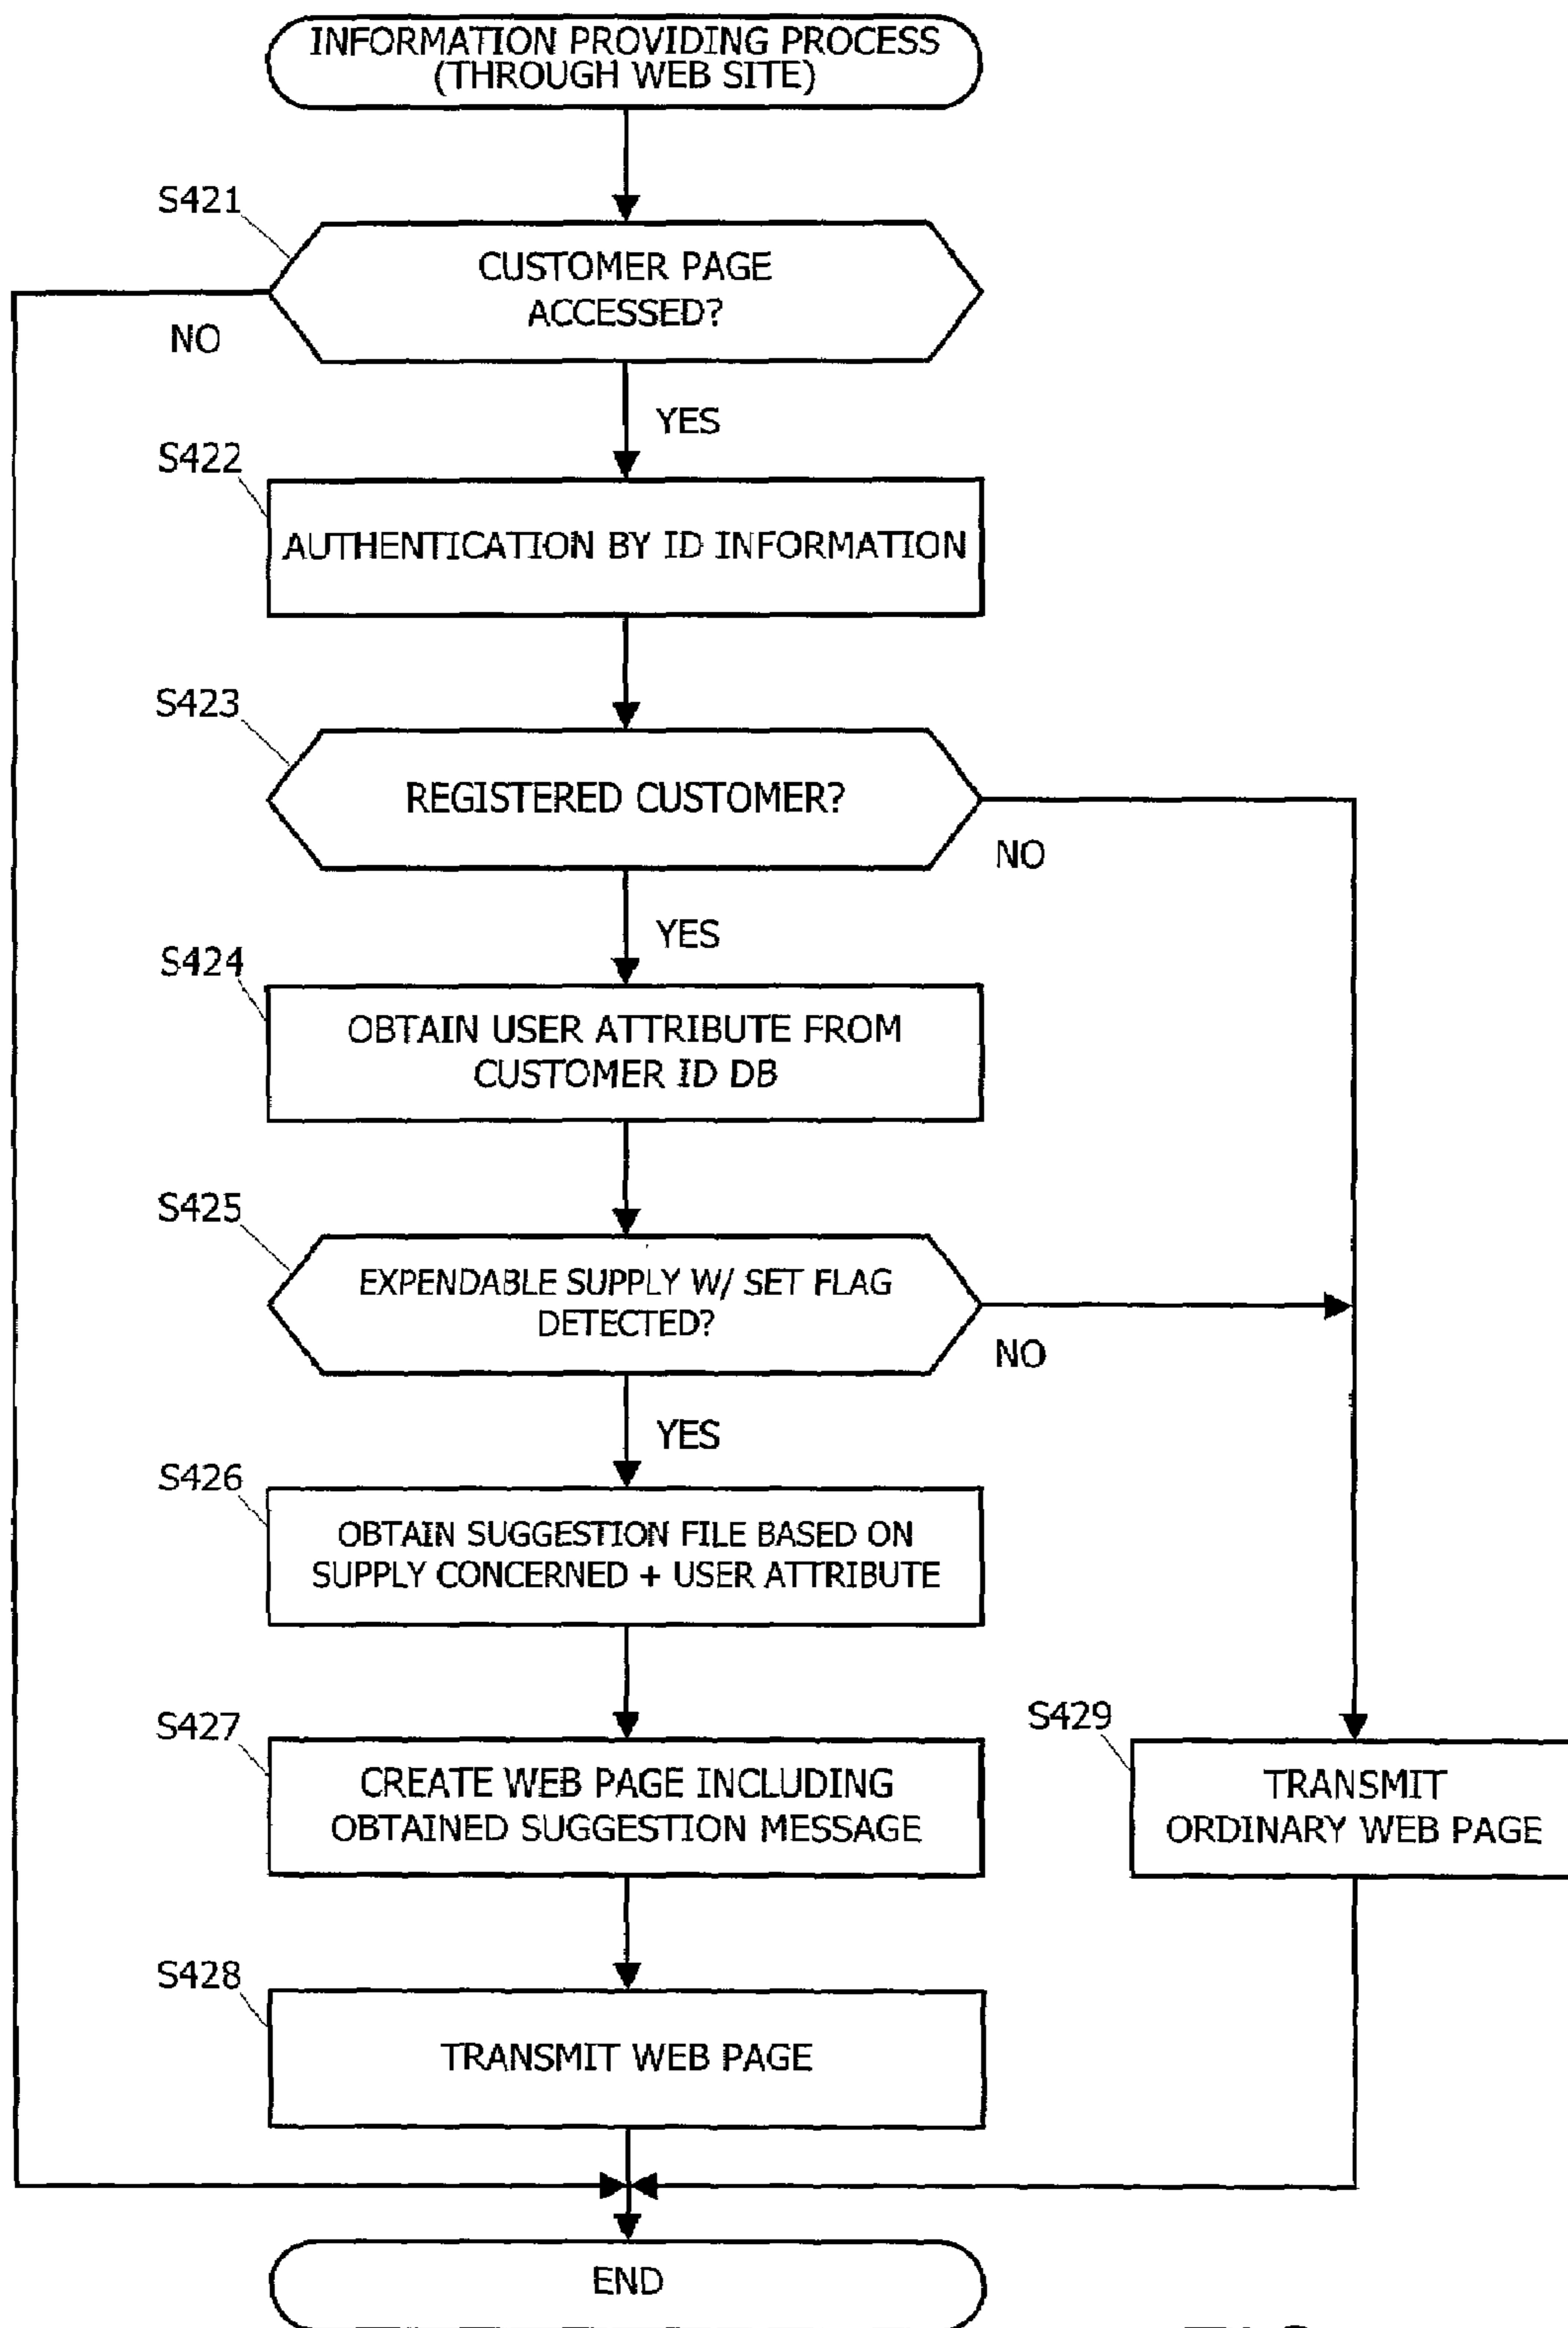 INFORMATION PROVIDING PROCESS
(THROUGH WEB SITE)
S421
CUSTOMER PAGE
ACCESSED?
NO
YES
S422
AUTHENTICATION BY ID INFORMATION
S423
REGISTERED CUSTOMER?
NO
YES
S424
OBTAIN USER ATTRIBUTE FROM
CUSTOMER ID DB
S425
EXPENDABLE SUPPLY W/ SET FLAG
DETECTED?
NO
YES
S426
OBTAIN SUGGESTION FILE BASED ON
SUPPLY CONCERNED + USER ATTRIBUTE
S427
CREATE WEB PAGE INCLUDING
OBTAINED SUGGESTION MESSAGE
S429
TRANSMIT
ORDINARY WEB PAGE
S428
TRANSMIT WEB PAGE
END